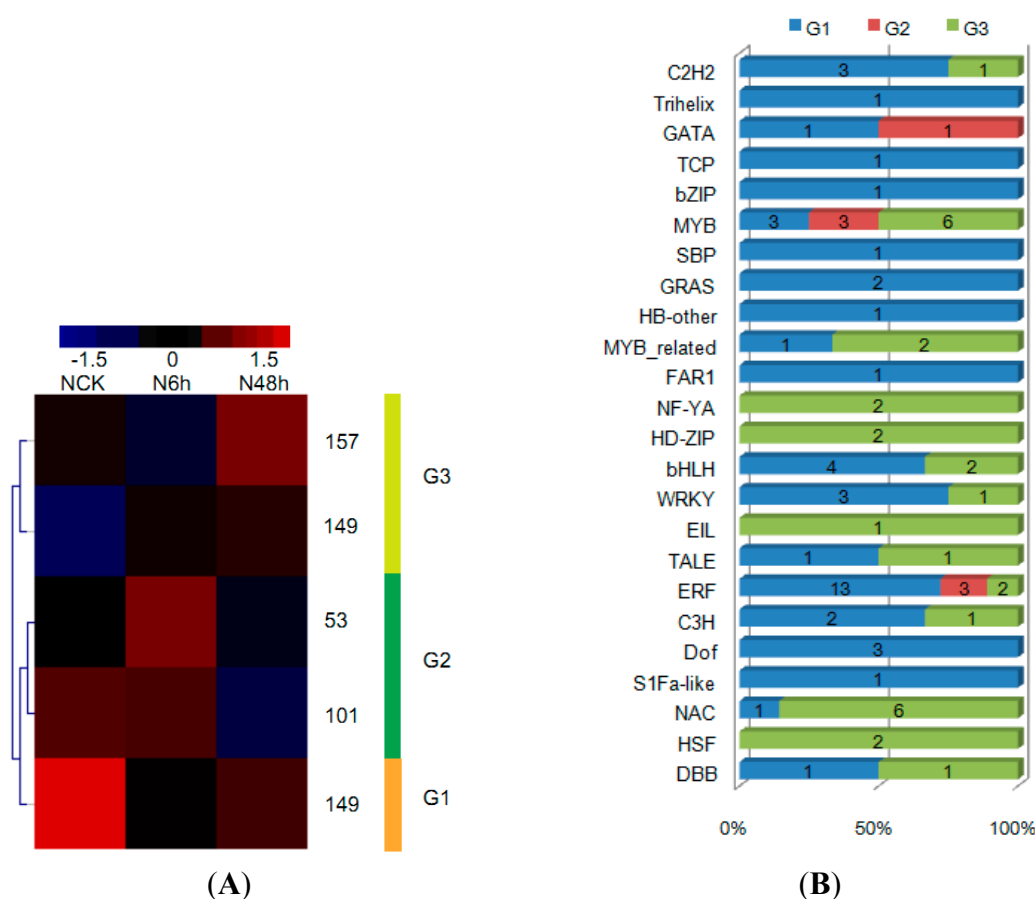 G1 G2 G3
C2H2 3 1
Trihelix 1
GATA 1 1
TCP 1
bZIP 1
MYB 3 3 6
SBP 1
GRAS 2
HB-other 1
MYB_related 1 2
FAR1 1
NF-YA 2
HD-ZIP 2
bHLH 4 2
WRKY 3 1
EIL 1
TALE 1 1
ERF 13 3 2
C3H 2 1
Dof 3
S1Fa-like 1
NAC 1 6
HSF 2
DBB 1 1
0% 50% 100%
-1.5 0 1.5
NCK N6h N48h
157
G3
149
53
G2
101
149 G1
(A) (B)